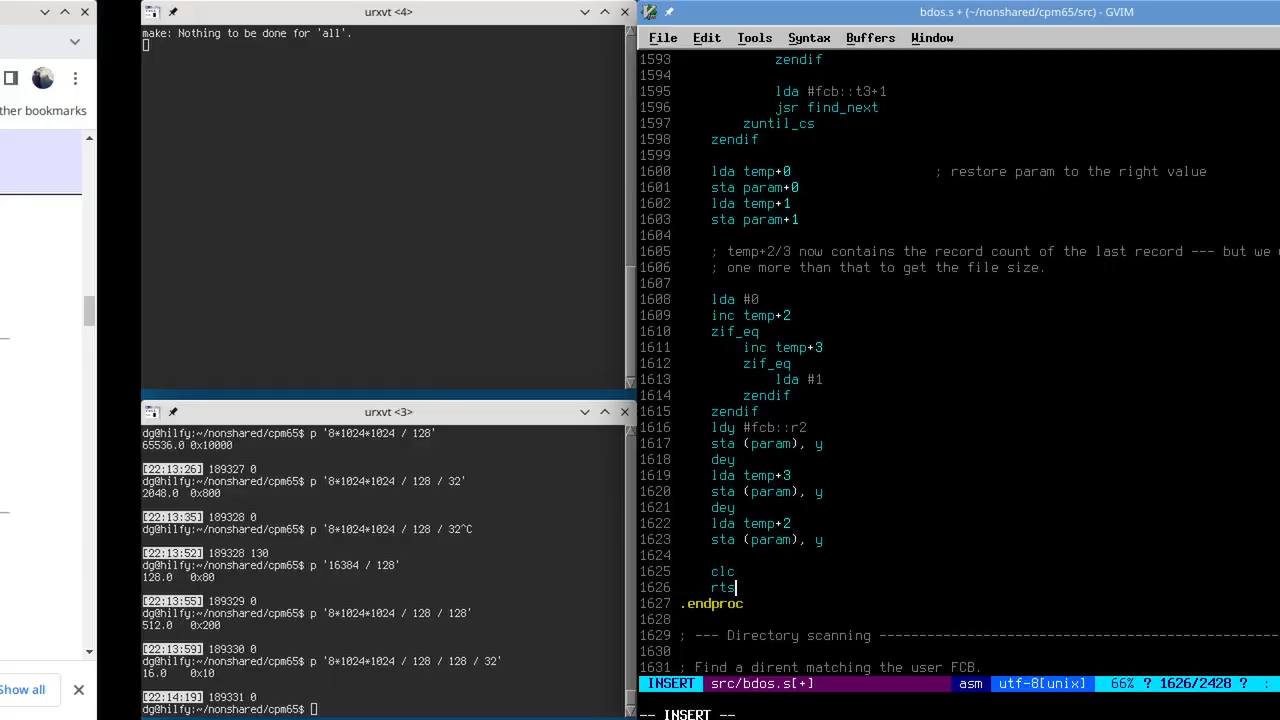 ther bookmarks
how all
urxvt <4>
make: Nothing to be done for 'all'.
urxvt <3>
dg@hilfy:~/nonshared/cpm65$ p '8*1024*1024 / 128'
65536.0 0x10000
[22:13:26] 189327 0
dg@hilfy:~/nonshared/cpm65$ p '8*1024*1024 / 128 / 32'
2048.0  0x800
[22:13:35] 189328 0
dg@hilfy:~/nonshared/cpm65$ p '8*1024*1024 / 128 / 32^C
[22:13:52] 189328 130
dg@hilfy:~/nonshared/cpm65$ p '16384 / 128'
128.0   0x80
[22:13:55] 189329 0
dg@hilfy:~/nonshared/cpm65$ p '8*1024*1024 / 128 / 128'
512.0   0x200
[22:13:59] 189330 0
dg@hilfy:~/nonshared/cpm65$ p '8*1024*1024 / 128 / 128 / 32'
16.0    0x10
[22:14:19] 189331 0
dg@hilfy:~/nonshared/cpm65$
bdos.s + (~/nonshared/cpm65/src) - GVIM
File  Edit  Tools  Syntax  Buffers  Window
1593             zendif
1594
1595             lda #fcb::t3+1
1596             jsr find_next
1597         zuntil_cs
1598     zendif
1599
1600     lda temp+0                  ; restore param to the right value
1601     sta param+0
1602     lda temp+1
1603     sta param+1
1604
1605     ; temp+2/3 now contains the record count of the last record --- but we
1606     ; one more than that to get the file size.
1607
1608     lda #0
1609     inc temp+2
1610     zif_eq
1611         inc temp+3
1612         zif_eq
1613             lda #1
1614         zendif
1615     zendif
1616     ldy #fcb::r2
1617     sta (param), y
1618     dey
1619     lda temp+3
1620     sta (param), y
1621     dey
1622     lda temp+2
1623     sta (param), y
1624
1625     clc
1626     rts
1627 .endproc
1628
1629 ; --- Directory scanning --------------------------------------------------
1630
1631 ; Find a dirent matching the user FCB.
INSERT  src/bdos.s[+]  asm  utf-8[unix]  66% ? 1626/2428 ? :
-- INSERT --